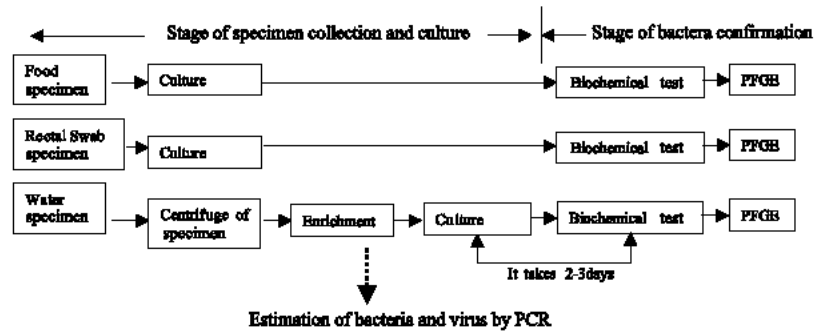 Stage of specimen collection and culture
Stage of bactera confirmation
Food
specimen
Culture
Biochemical test
PFGE
Rectal Swab
specimen
Culture
Biochemical test
PFGE
Water
specimen
Centrifuge of
specimen
Enrichment
Culture
Biochemical test
PFGE
It takes 2-3days
Estimation of bacteria and virus by PCR